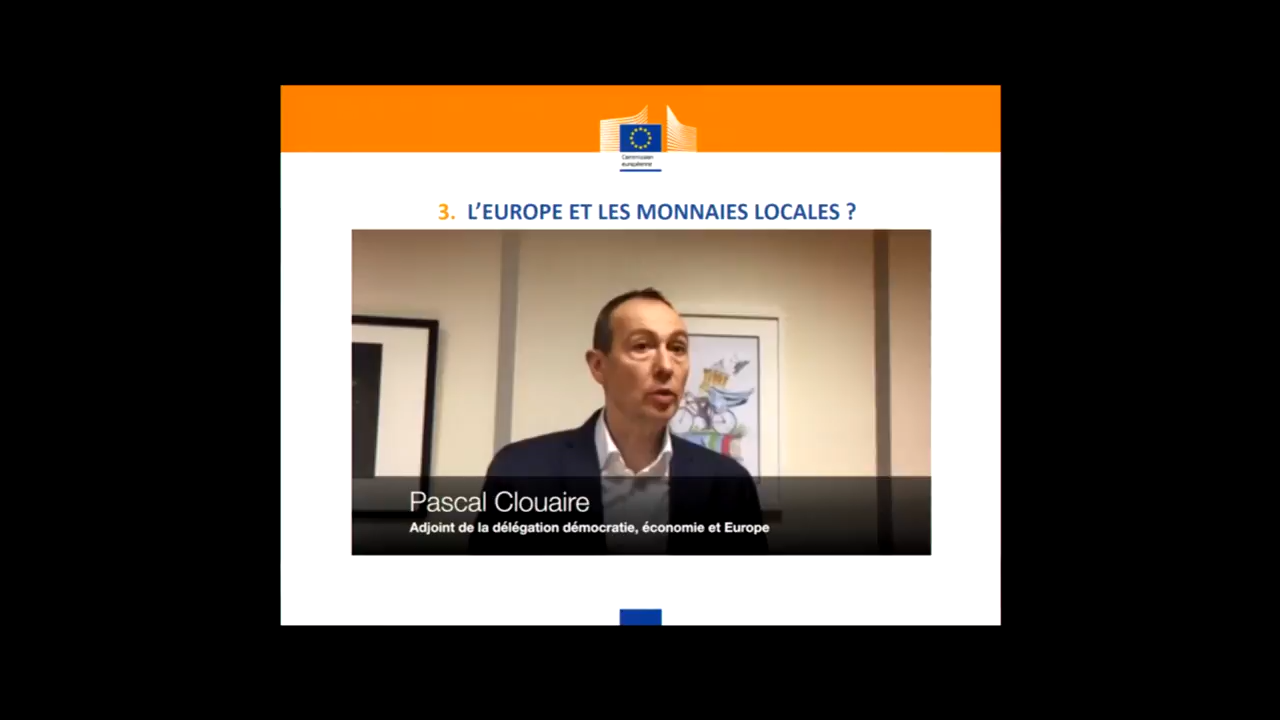 Commission
européenne
3. L'EUROPE ET LES MONNAIES LOCALES ?
Pascal Clouaire
Adjoint de la délégation démocratie, économie et Europe